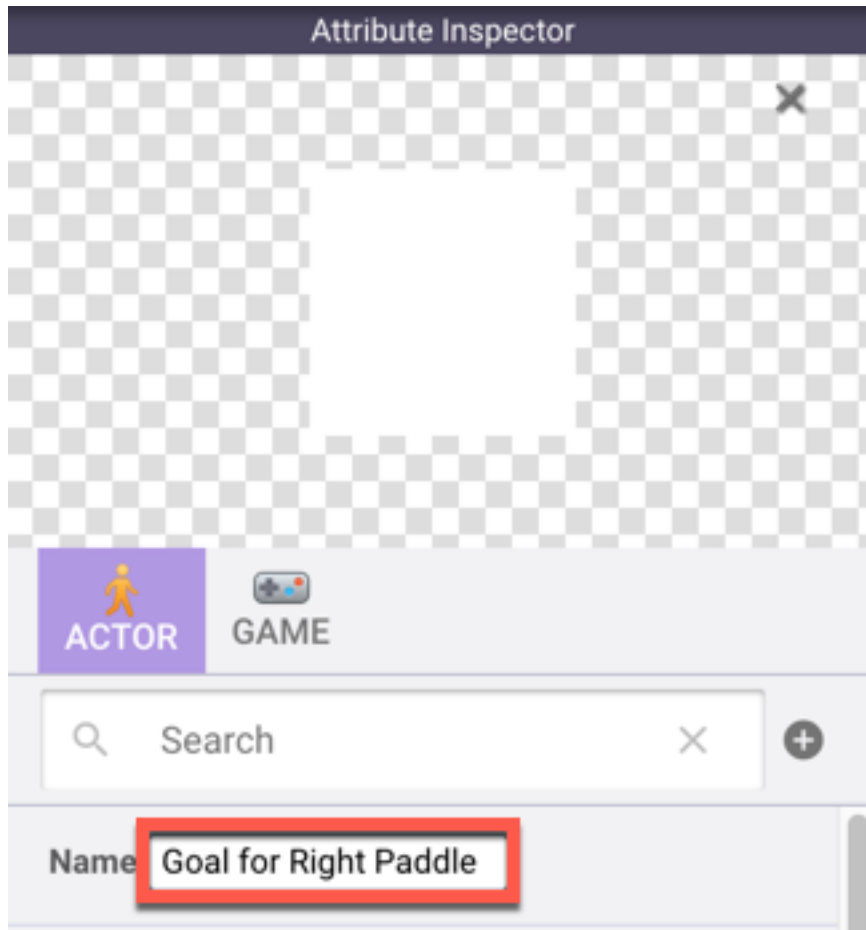 Attribute Inspector
ACTOR
GAME
Search
Name Goal for Right Paddle